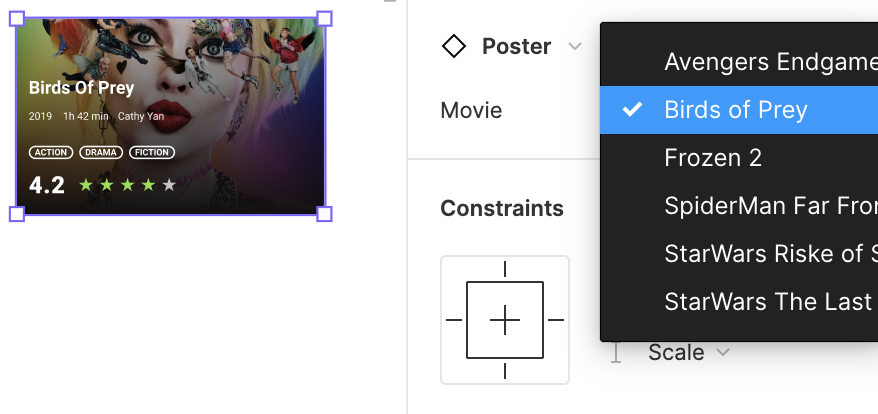 Birds Of Prey
2019 1h 42 min Cathy Yan
ACTION DRAMA FICTION
4.2
Poster
Movie
Avengers Endgame
Birds of Prey
Frozen 2
SpiderMan Far Fror
StarWars Riske of S
StarWars The Last
Constraints
Scale